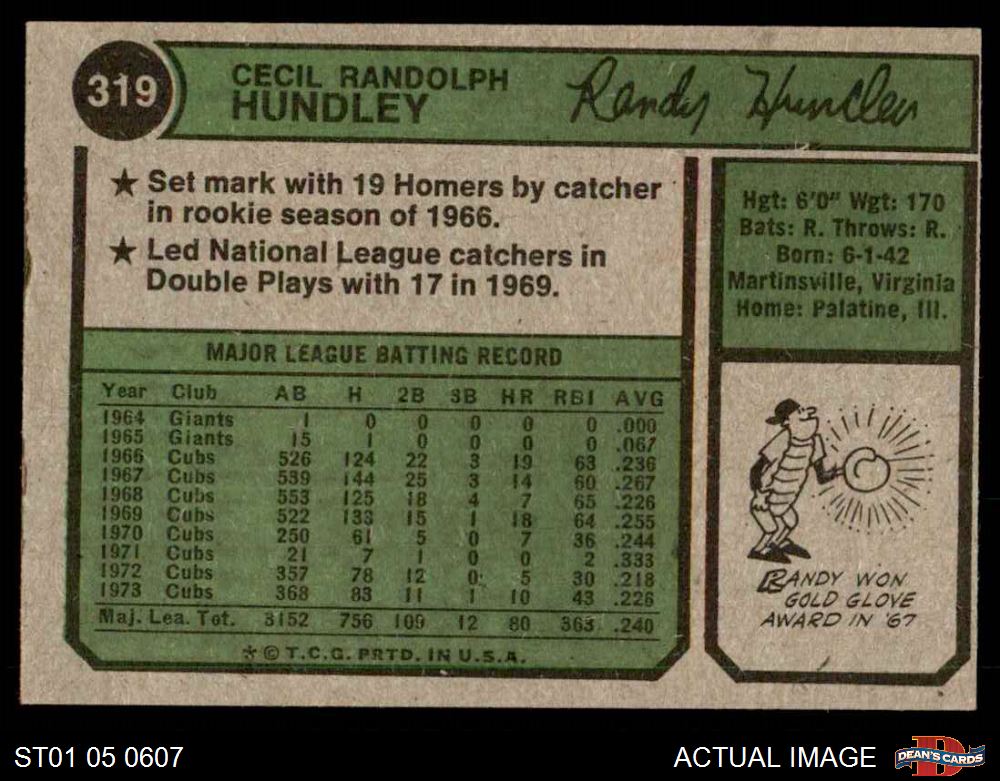 319
CECIL RANDOLPH
HUNDLEY
Randy Hundley
★ Set mark with 19 Homers by catcher
in rookie season of 1966.
★ Led National League catchers in
Double Plays with 17 in 1969.
Hgt: 6'0" Wgt: 170
Bats: R. Throws: R.
Born: 6-1-42
Martinsville, Virginia
Home: Palatine, Ill.
MAJOR LEAGUE BATTING RECORD
Year Club AB H 2B 3B HR RBI AVG
1964 Giants 1 0 0 0 0 0 .000
1965 Giants 15 1 0 0 0 0 .067
1966 Cubs 526 124 22 3 19 63 .236
1967 Cubs 539 144 25 3 14 60 .267
1968 Cubs 553 125 18 4 7 65 .226
1969 Cubs 522 133 15 1 18 64 .255
1970 Cubs 250 61 5 0 7 36 .244
1971 Cubs 21 7 1 0 0 2 .333
1972 Cubs 357 78 12 0 5 30 .218
1973 Cubs 368 83 11 1 10 43 .226
Maj. Lea. Tot. 3152 756 109 12 80 363 .240
* © T.C.G. PRTD. IN U.S.A.
RANDY WON
GOLD GLOVE
AWARD IN '67
ST01 05 0607
ACTUAL IMAGE
D
DEAN'S CARDS